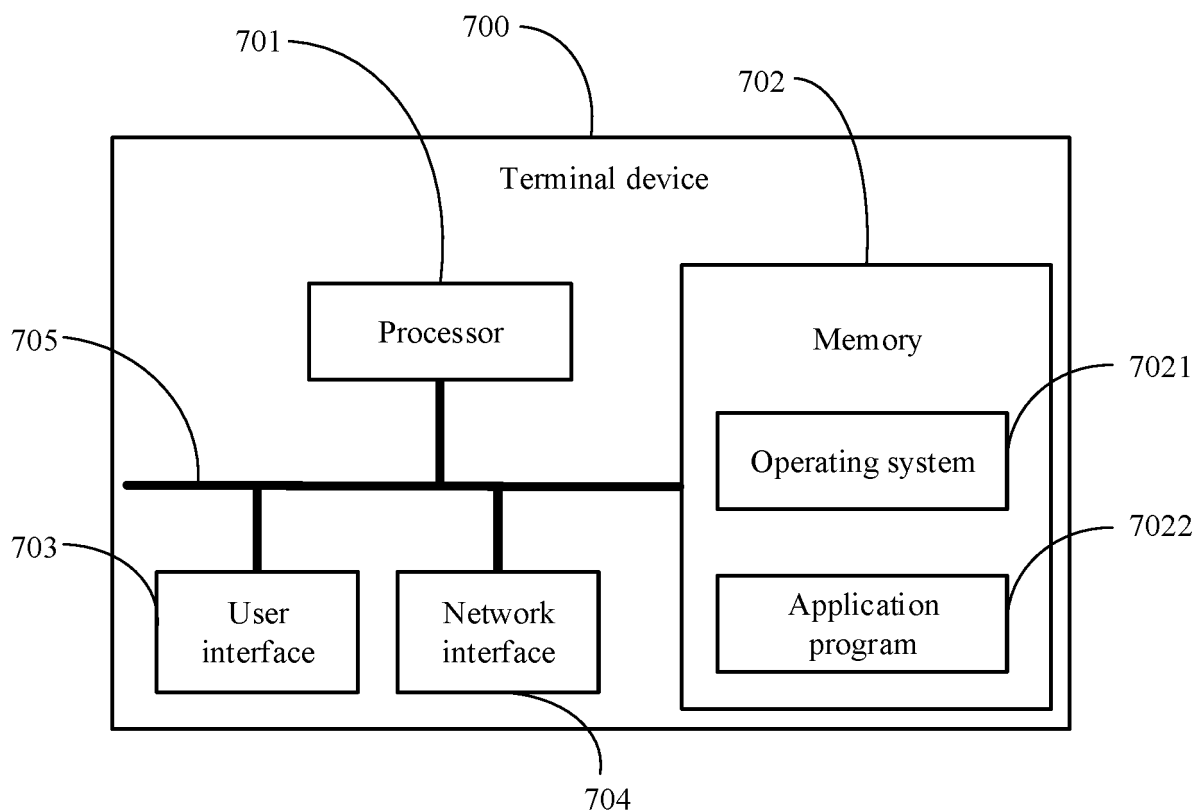 700
701
702
Terminal device
Processor
705
Memory
7021
Operating system
703
7022
User
interface
Network
interface
Application
program
704